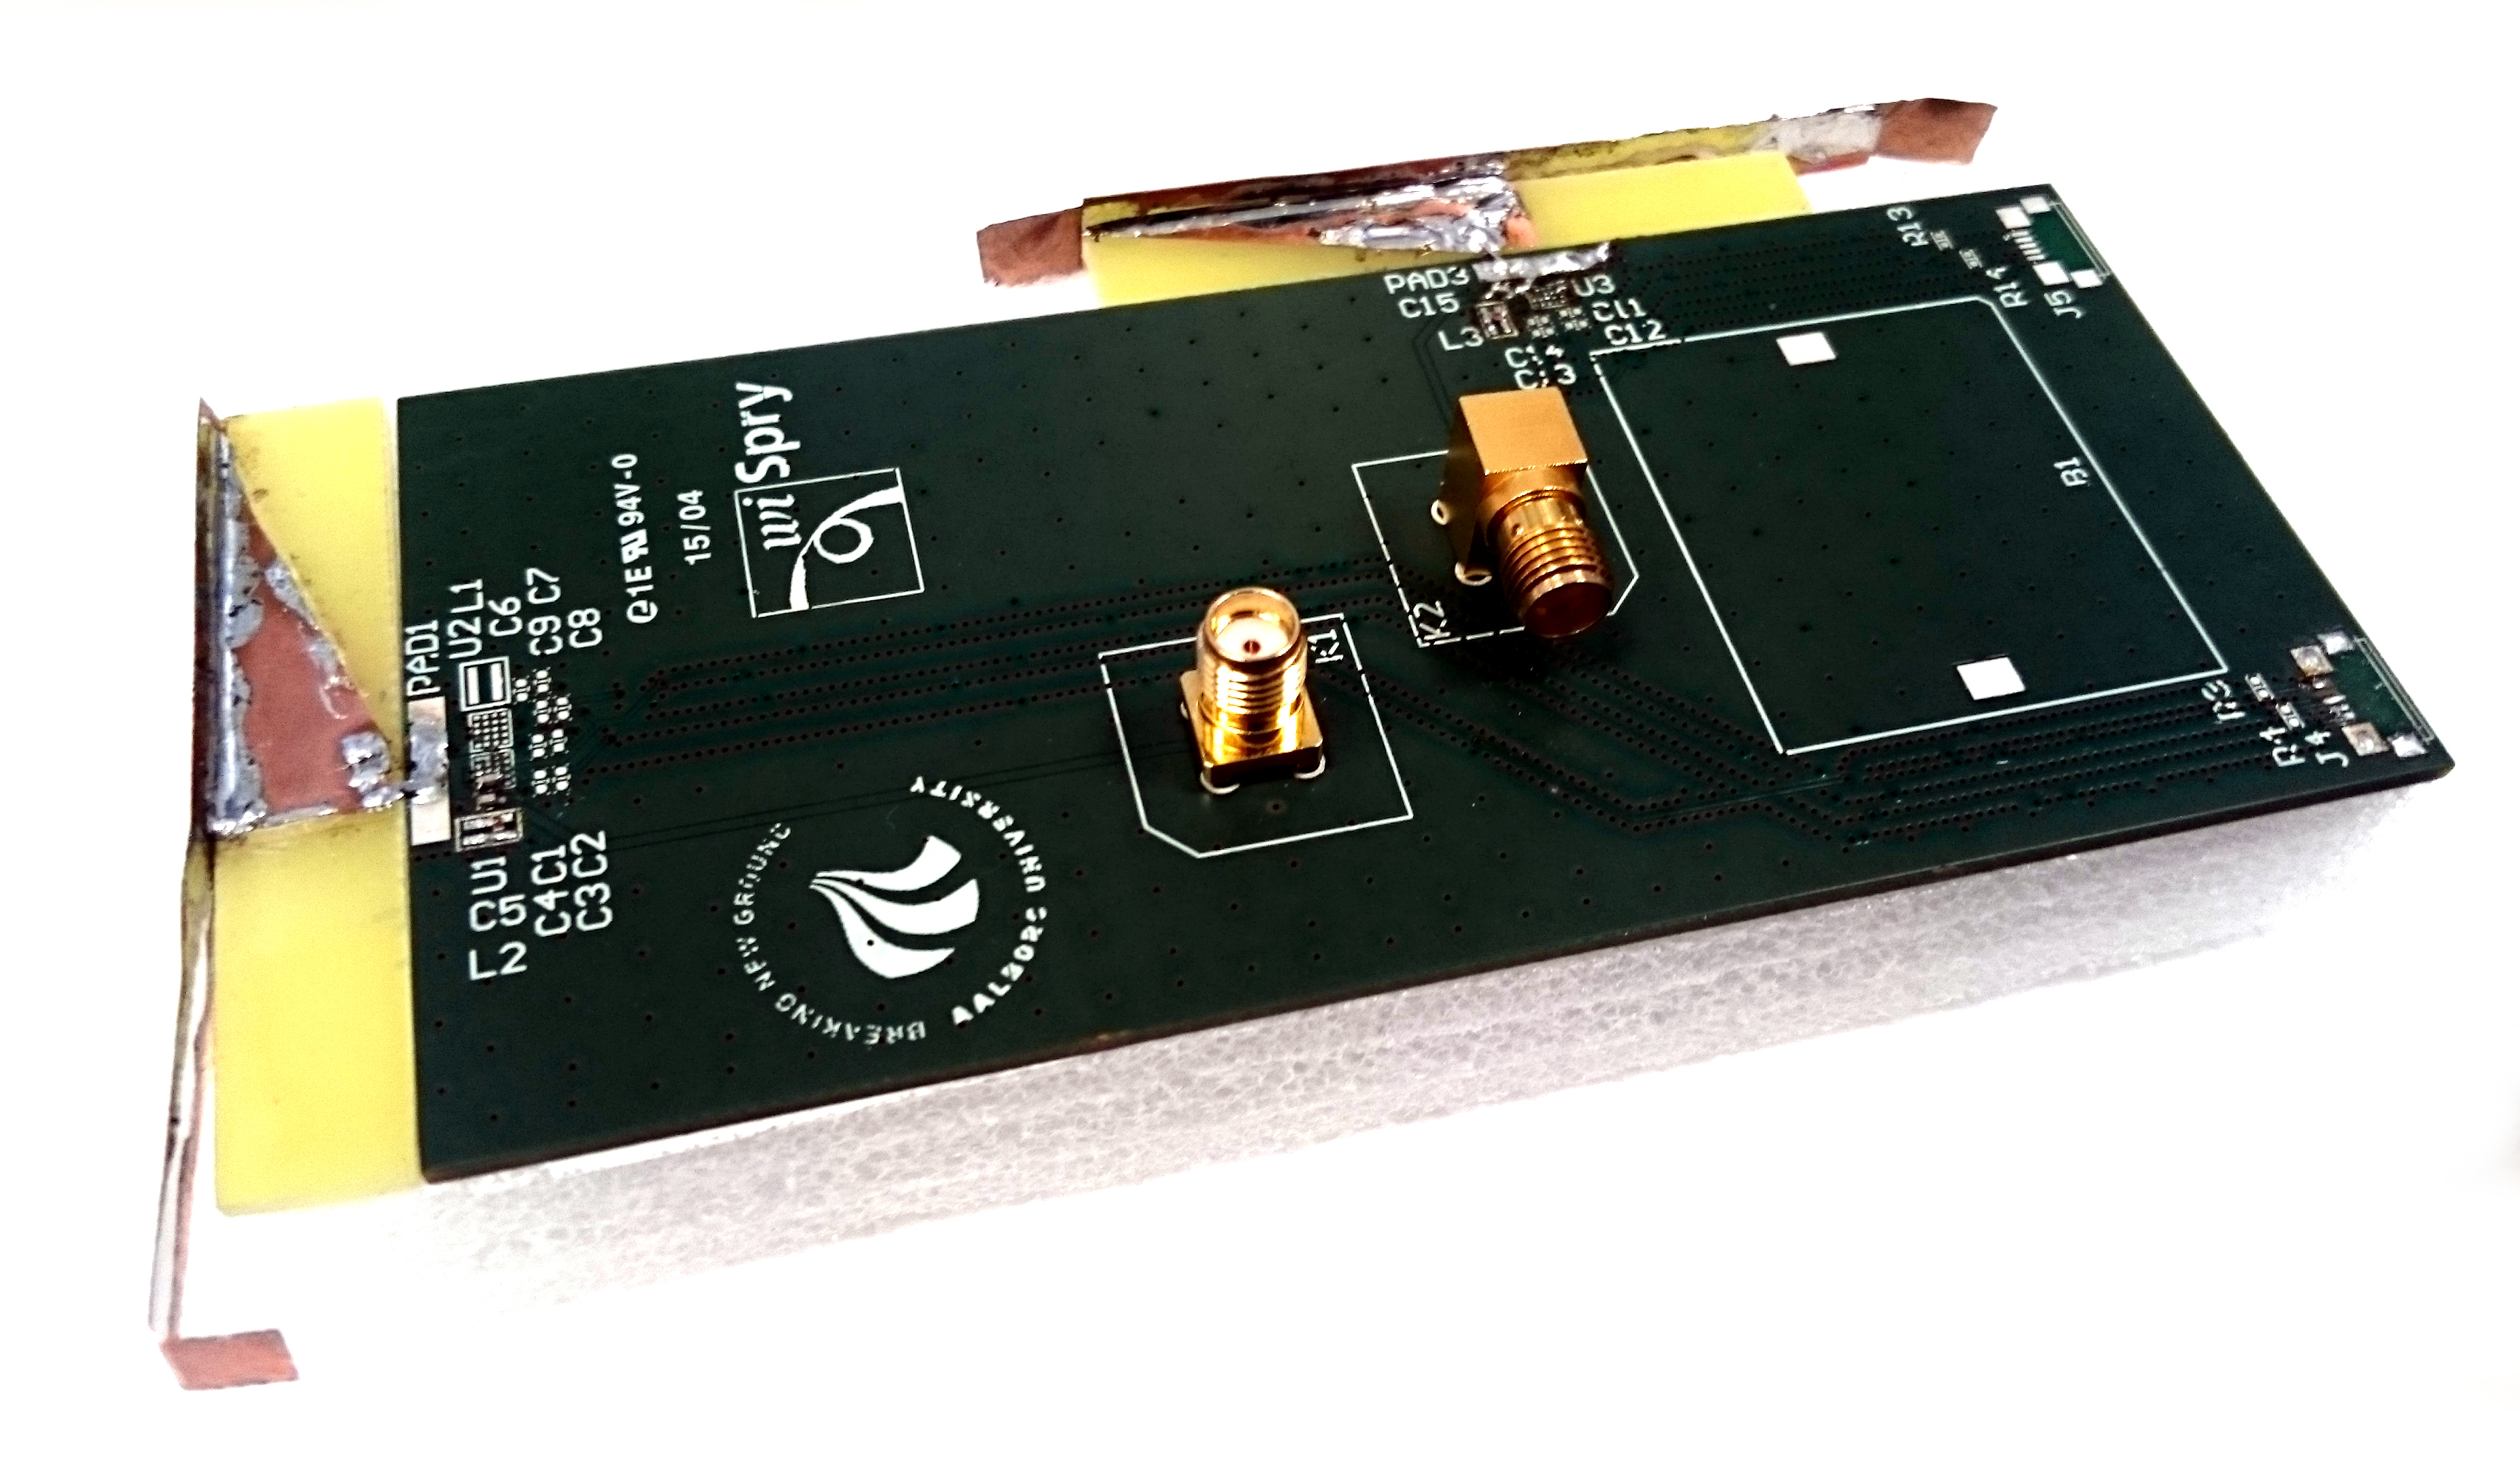 PAD3
C15
L3
U3
C11
C12
C14
C13
R13
R14
J5
B1
K2
K1
wiSpry
15/04
94V-0
PAD1
U2 L1
C6
C9 C7
C8
U1
C5
L2
C4 C1
C3 C2
BREAKING NEW GROUND
AALBORG UNIVERSITY
R4
J4